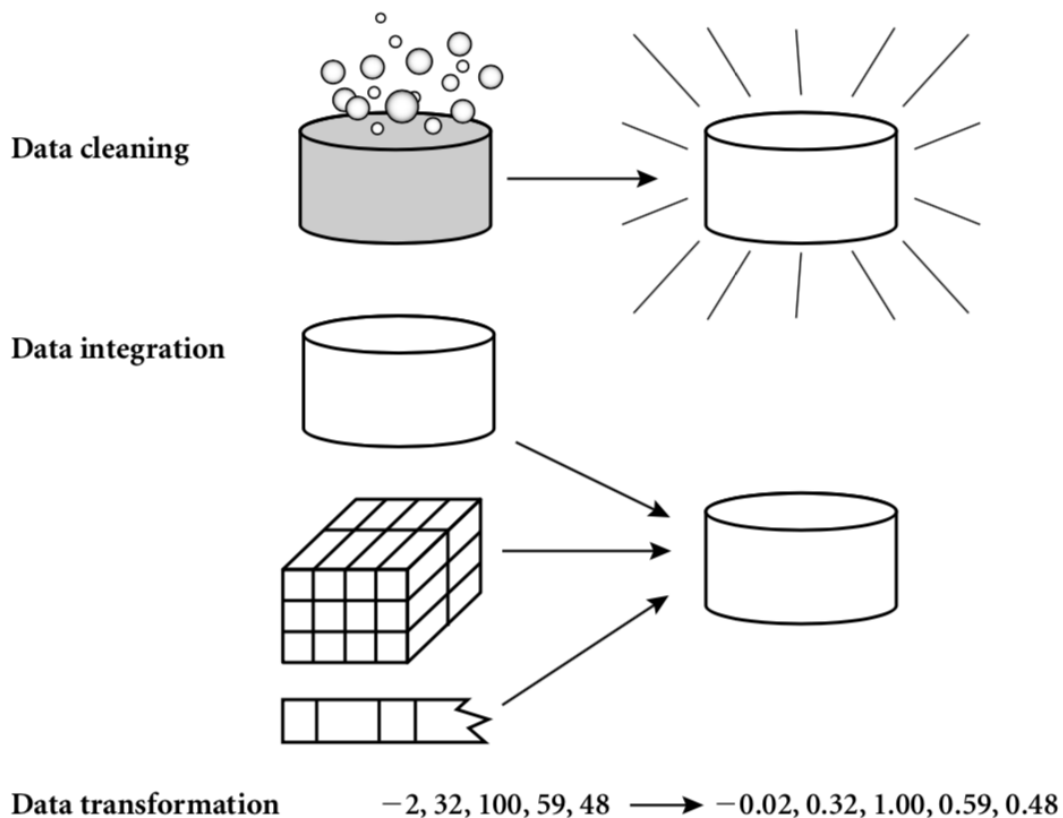 Data cleaning
Data integration
Data transformation −2, 32, 100, 59, 48 −0.02, 0.32, 1.00, 0.59, 0.48